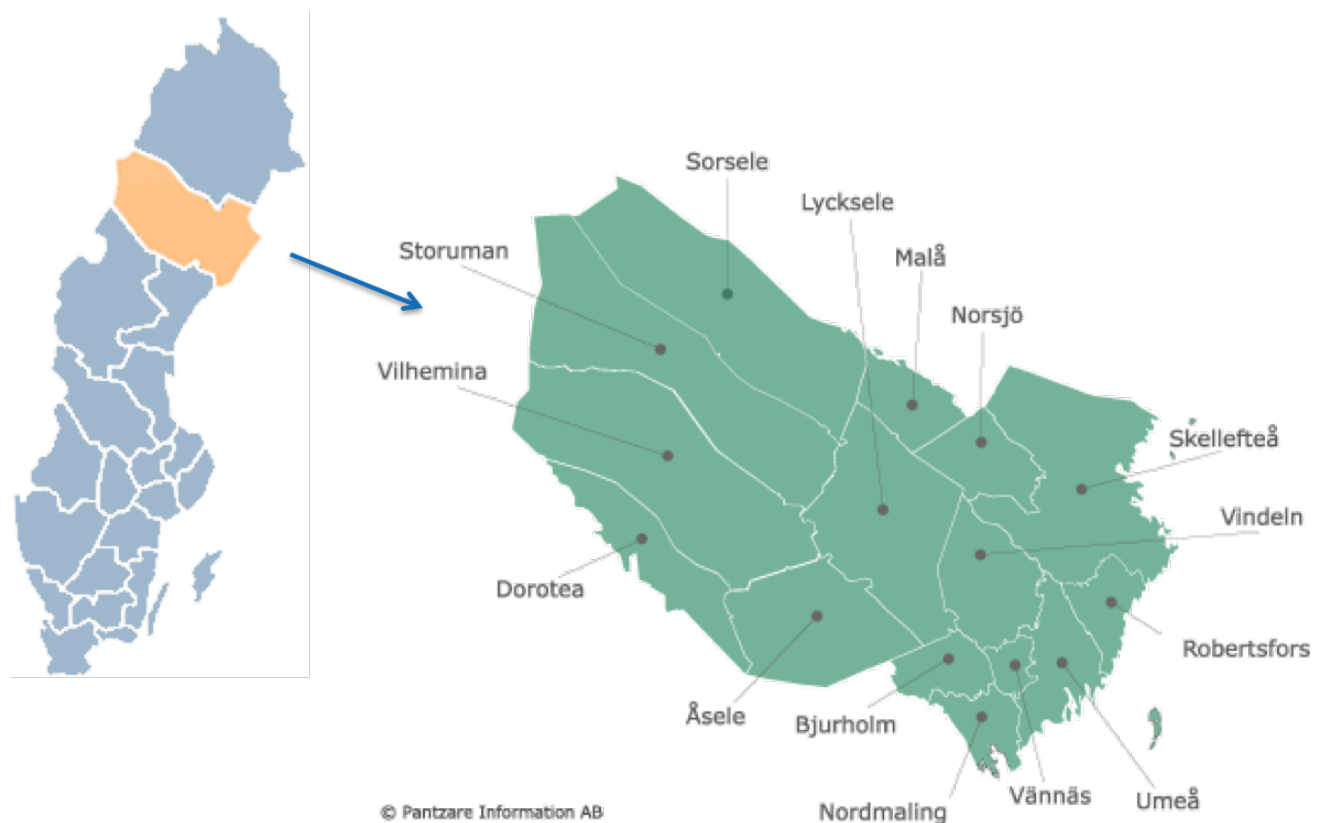 Sorsele
Lycksele
Storuman
Malå
Norsjö
Vilhemina
Skellefteå
Vindeln
Dorotea
Robertsfors
Åsele
Bjurholm
Vännäs
Umeå
Nordmaling
© Pantzare Information AB